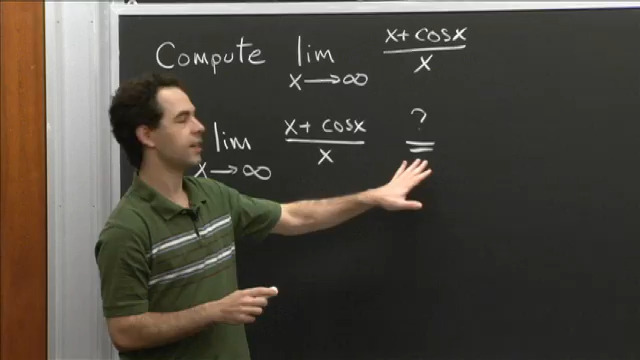 Compute lim x→∞ x+cosx/x
lim x→∞ x+cosx/x ?=